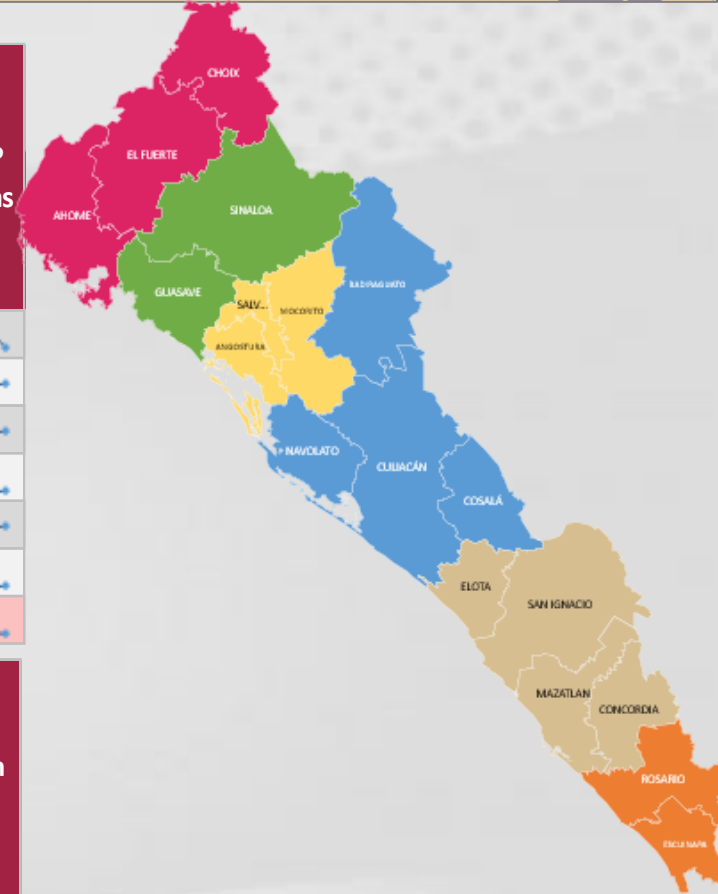 CHOIX
EL FUERTE
AHOME
SINALOA
GUASAVE
BADIRAGUATO
SALV...
MOCORITO
ANGOSTURA
NAVOLATO
CULIACÁN
COSALÁ
ELOTA
SAN IGNACIO
MAZATLAN
CONCORDIA
ROSARIO
ESCUINAPA